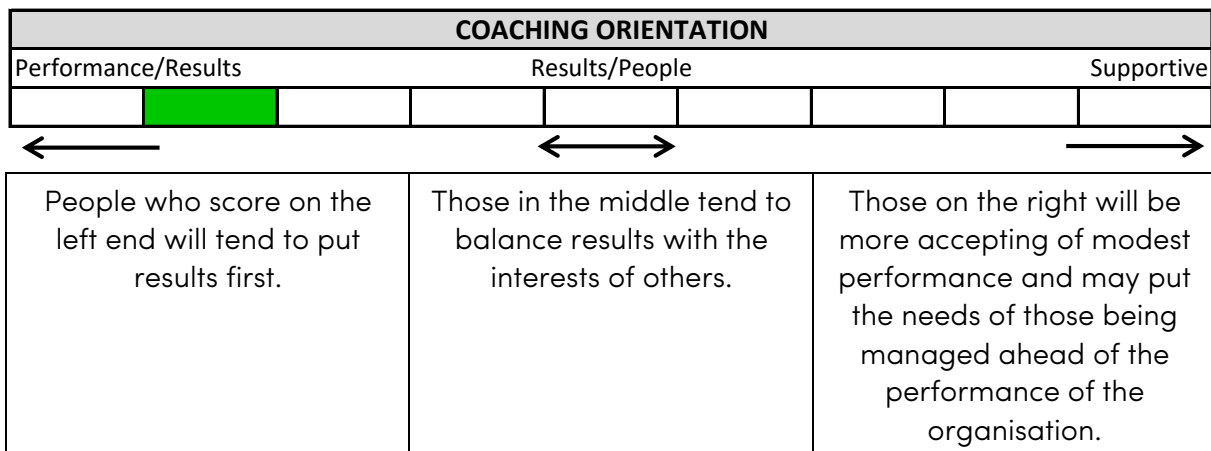 COACHING ORIENTATION
Performance/Results Results/People Supportive
People who score on the
left end will tend to put
results first.
Those in the middle tend to
balance results with the
interests of others.
Those on the right will be
more accepting of modest
performance and may put
the needs of those being
managed ahead of the
performance of the
organisation.